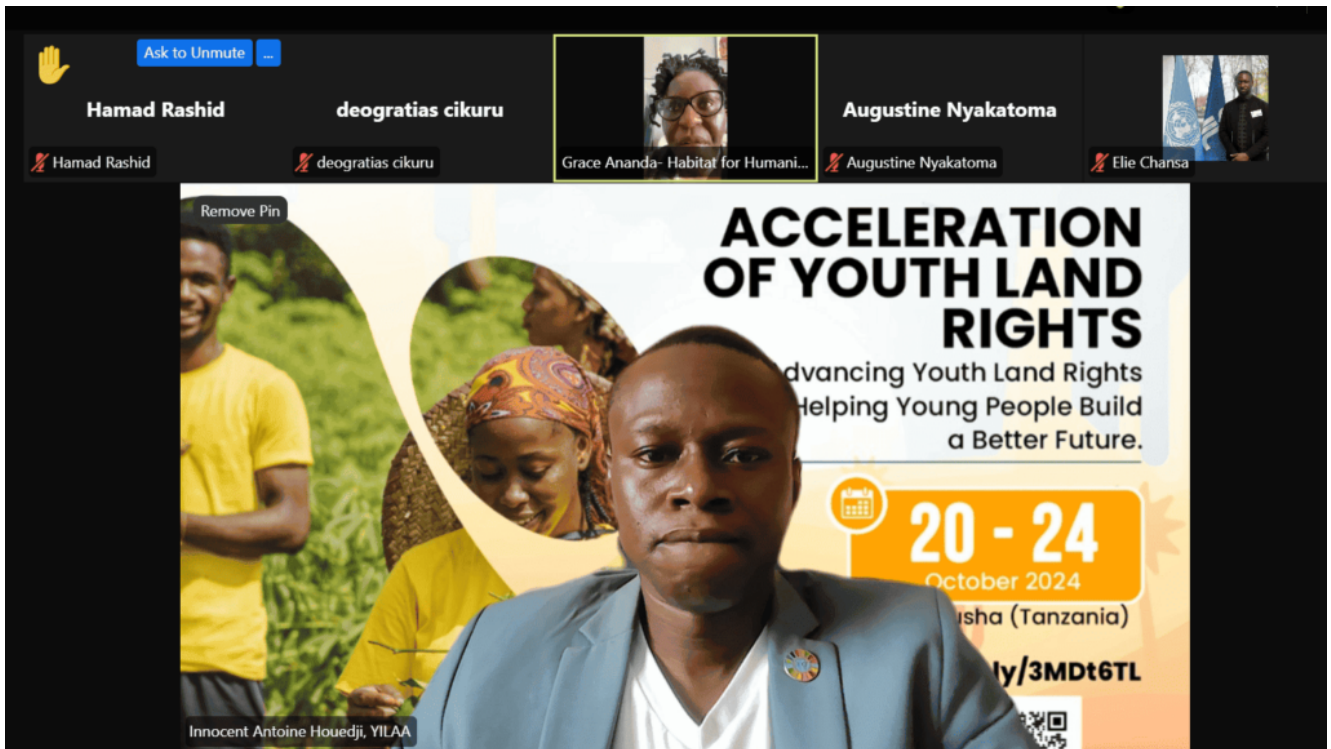 Ask to Unmute ...
Hamad Rashid
deogratias cikuru
Augustine Nyakatoma
Hamad Rashid
deogratias cikuru
Grace Ananda- Habitat for Humani...
Augustine Nyakatoma
Elie Chansa
Remove Pin
ACCELERATION
OF YOUTH LAND
RIGHTS
dvancing Youth Land Rights
Helping Young People Build
a Better Future.
20 - 24
October 2024
usha (Tanzania)
ly/3MDt6TL
Innocent Antoine Houedji, YILAA